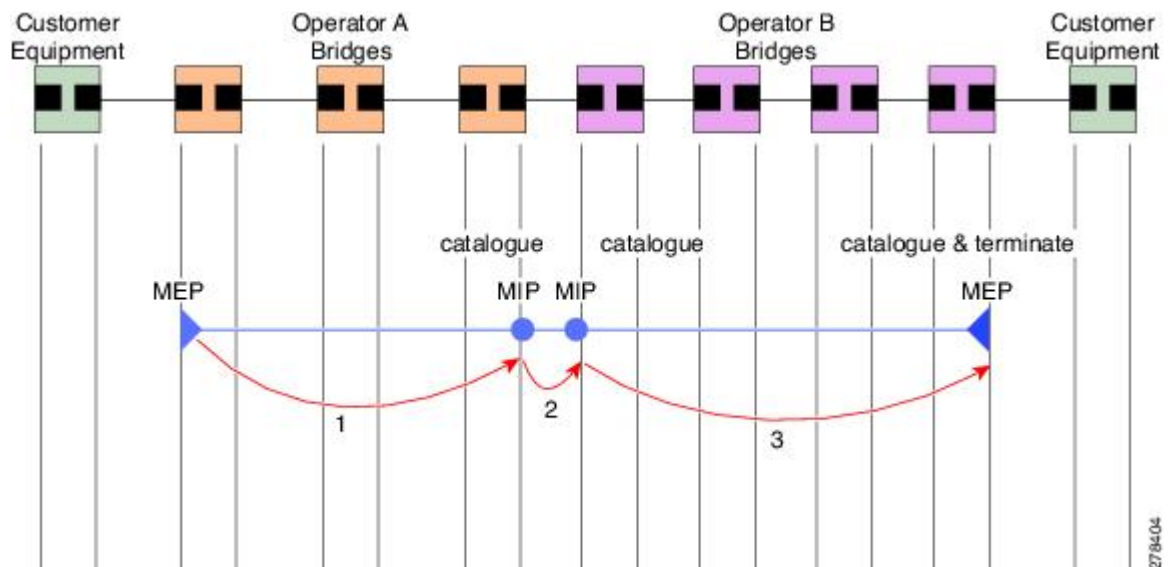 Customer
Equipment
Operator A
Bridges
Operator B
Bridges
Customer
Equipment
catalogue
catalogue
catalogue & terminate
MEP
MIP
MIP
MEP
1
2
3
278404